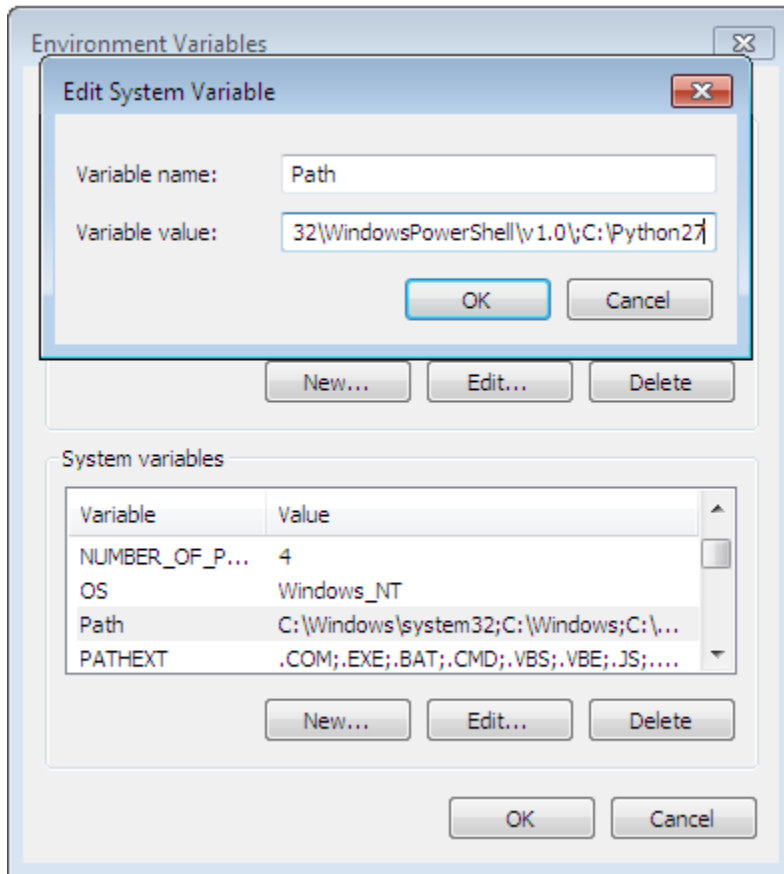 Environment Variables
Edit System Variable
Variable name: Path
Variable value: 32\WindowsPowerShell\v1.0\;C:\Python27
OK Cancel
New... Edit... Delete
System variables
Variable Value
NUMBER_OF_P... 4
OS Windows_NT
Path C:\Windows\system32;C:\Windows;C:\...
PATHEXT .COM;.EXE;.BAT;.CMD;.VBS;.VBE;.JS;....
New... Edit... Delete
OK Cancel